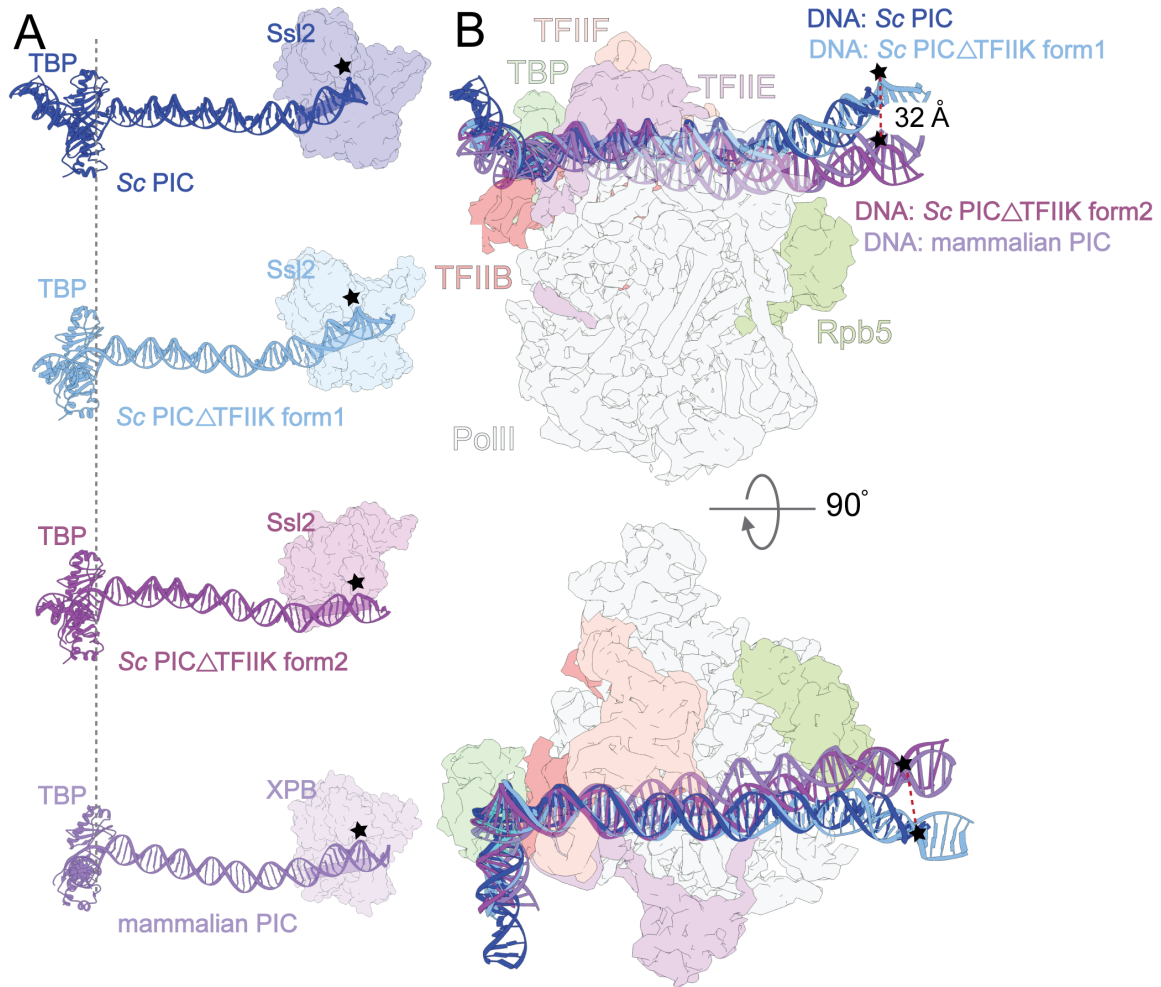 A
TBP
Ssl2
Sc PIC
TBP
Ssl2
Sc PIC△TFIIK form1
TBP
Ssl2
Sc PIC△TFIIK form2
TBP
XPB
mammalian PIC
B
TFIIF
TBP
TFIIE
DNA: Sc PIC
DNA: Sc PIC△TFIIK form1
32 Å
DNA: Sc PIC△TFIIK form2
DNA: mammalian PIC
TFIIB
Rpb5
PolII
90°